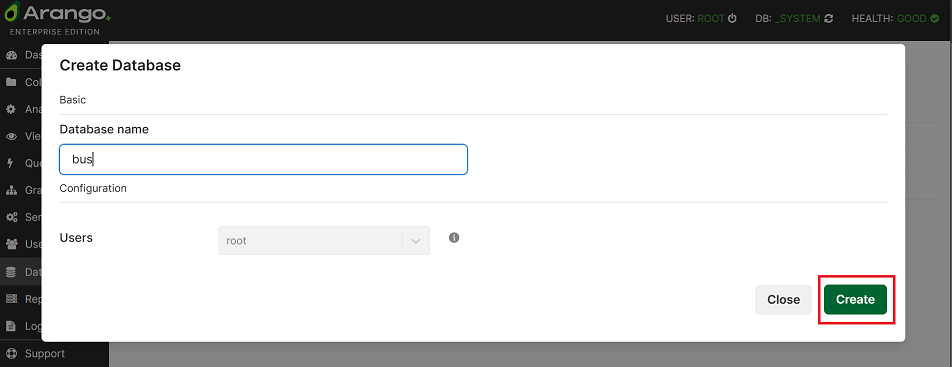 Arango
ENTERPRISE EDITION
USER: ROOT
DB: _SYSTEM
HEALTH: GOOD
Das
Col
Ana
Vie
Que
Gra
Ser
Use
Dat
Rep
Log
Support
Create Database
Basic
Database name
bus
Configuration
Users
root
Close
Create